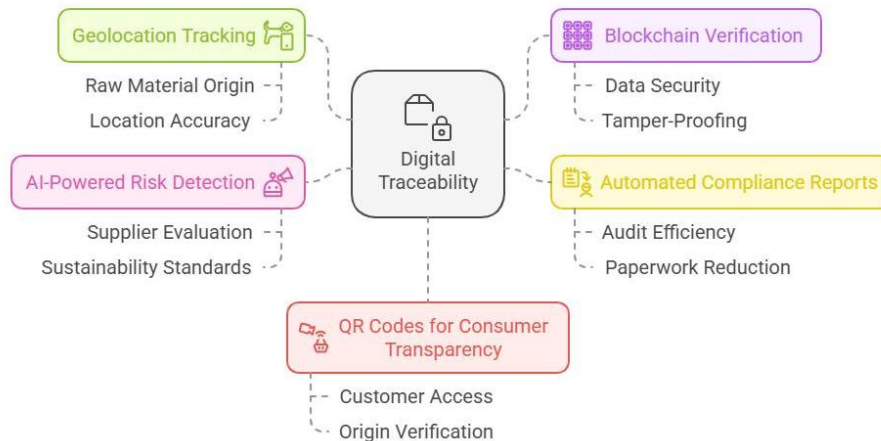 Geolocation Tracking
Raw Material Origin
Location Accuracy
AI-Powered Risk Detection
Supplier Evaluation
Sustainability Standards
Digital
Traceability
Blockchain Verification
Data Security
Tamper-Proofing
Automated Compliance Reports
Audit Efficiency
Paperwork Reduction
QR Codes for Consumer
Transparency
Customer Access
Origin Verification